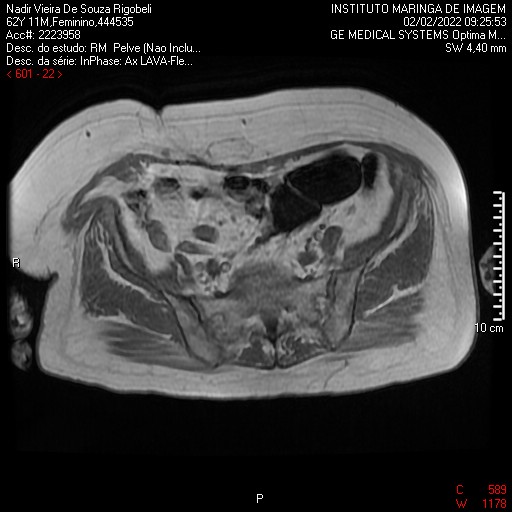 Nadir Vieira De Souza Rigobeli
62Y 11M,Feminino,444535
Acc#: 2223958
Desc. do estudo: RM  Pelve (Nao Inclu...
Desc. da série: InPhase: Ax LAVA-Fle...
< 601 - 22 >
INSTITUTO MARINGA DE IMAGEM
02/02/2022 09:25:53
GE MEDICAL SYSTEMS Optima M...
SW 4,40 mm
R
10 cm
P
C 589
W 1178